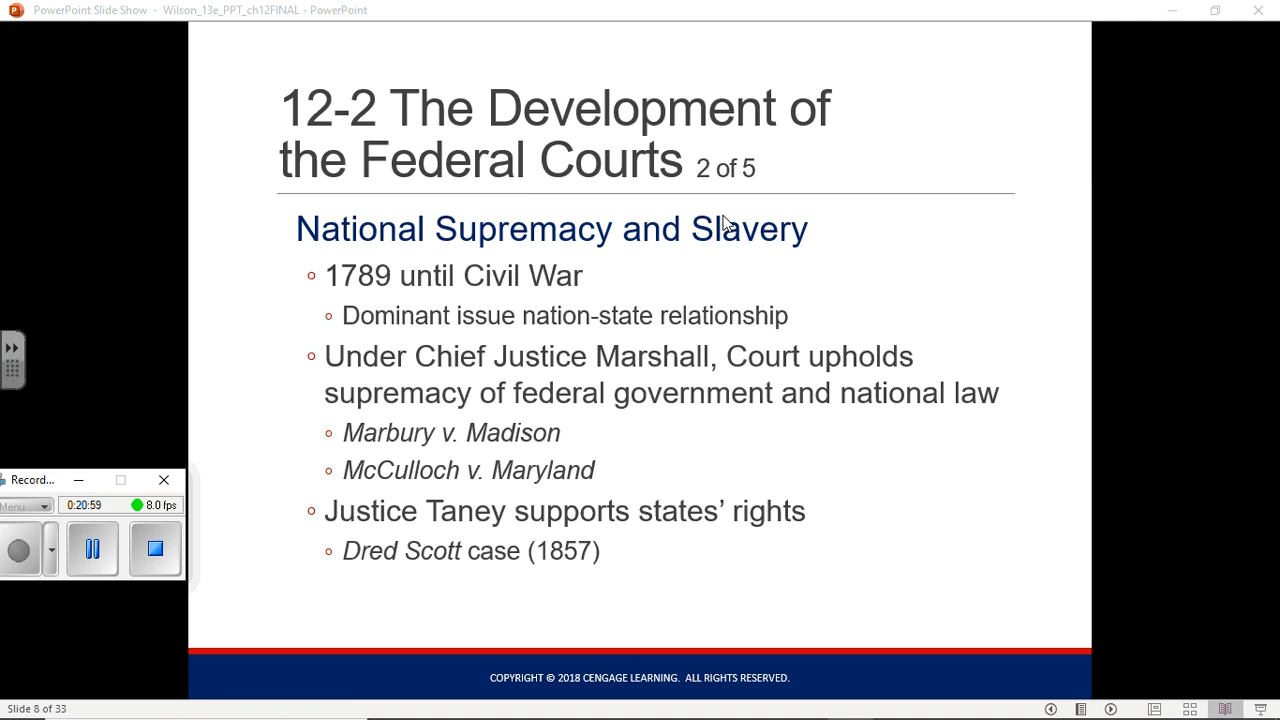 PowerPoint Slide Show - Wilson_13e_PPT_ch12FINAL - PowerPoint
12-2 The Development of
the Federal Courts 2 of 5
National Supremacy and Slavery
1789 until Civil War
Dominant issue nation-state relationship
Under Chief Justice Marshall, Court upholds
supremacy of federal government and national law
Marbury v. Madison
McCulloch v. Maryland
Justice Taney supports states’ rights
Dred Scott case (1857)
Record...
Menu
0:20:59
8.0 fps
COPYRIGHT © 2018 CENGAGE LEARNING. ALL RIGHTS RESERVED.
Slide 8 of 33